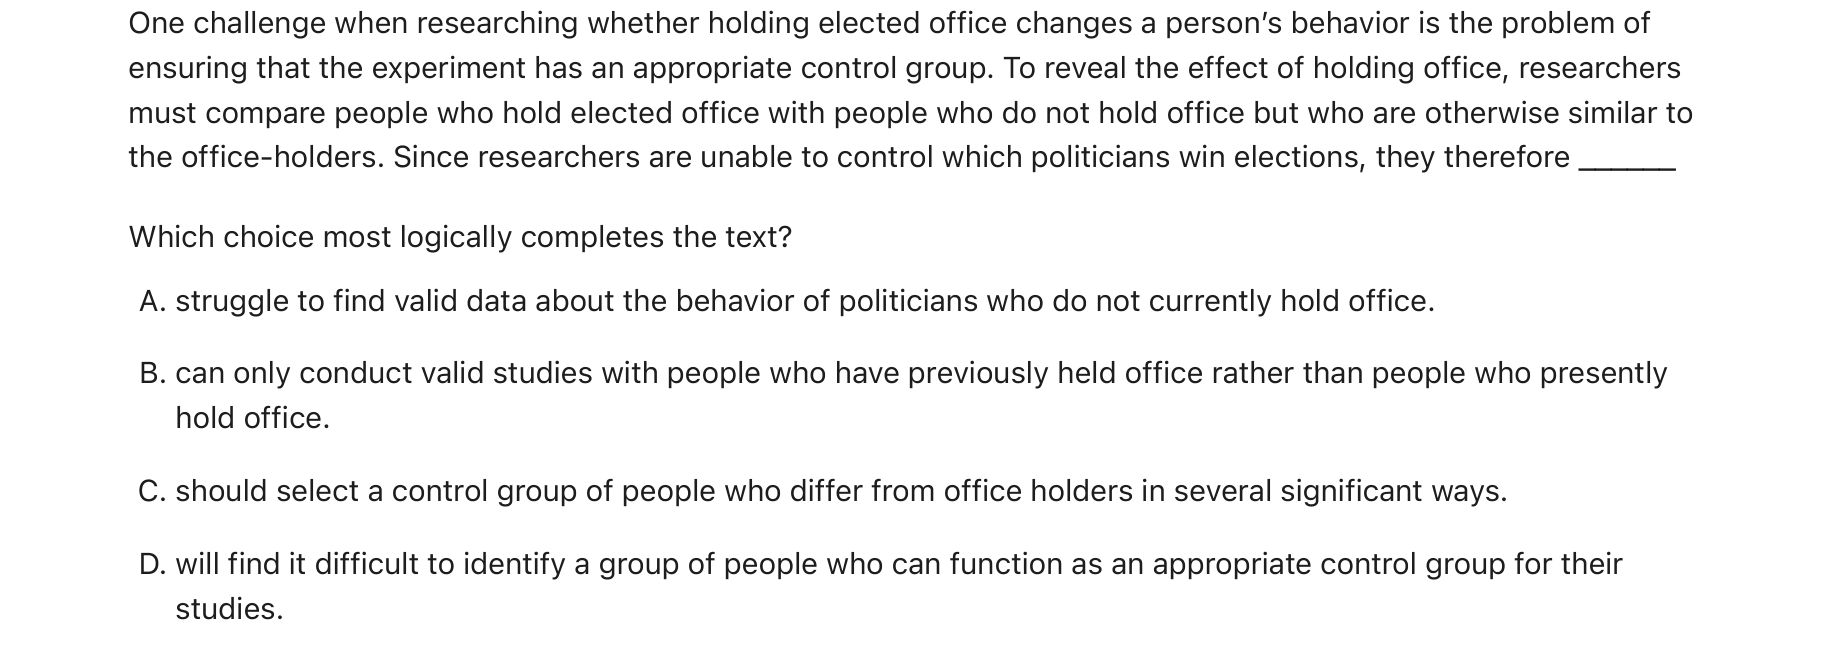 One challenge when researching whether holding elected office changes a person’s behavior is the problem of
ensuring that the experiment has an appropriate control group. To reveal the effect of holding office, researchers
must compare people who hold elected office with people who do not hold office but who are otherwise similar to
the office-holders. Since researchers are unable to control which politicians win elections, they therefore ______
Which choice most logically completes the text?
A. struggle to find valid data about the behavior of politicians who do not currently hold office.
B. can only conduct valid studies with people who have previously held office rather than people who presently
hold office.
C. should select a control group of people who differ from office holders in several significant ways.
D. will find it difficult to identify a group of people who can function as an appropriate control group for their
studies.